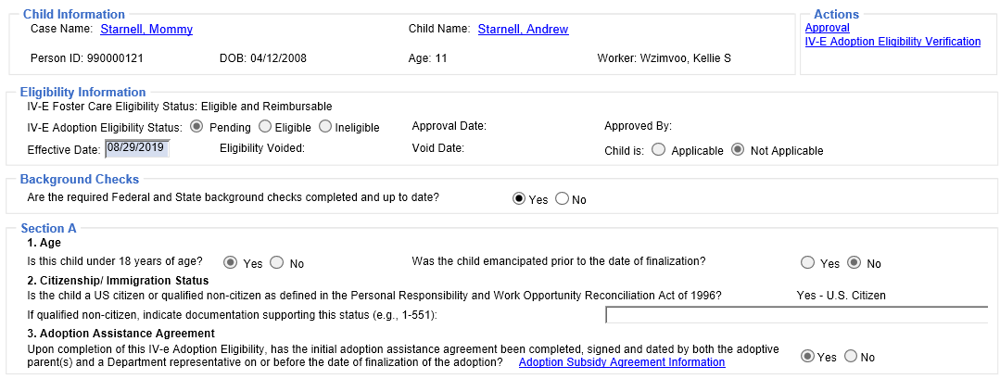 Child Information
Actions
Case Name: Starnell, Mommy Child Name: Starnell, Andrew
Approval
IV-E Adoption Eligibility Verification
Person ID: 990000121 DOB: 04/12/2008 Age: 11 Worker: Wzimvoo, Kellie S
Eligibility Information
IV-E Foster Care Eligibility Status: Eligible and Reimbursable
IV-E Adoption Eligibility Status: Pending Eligible Ineligible Approval Date: Approved By:
Effective Date: 08/29/2019 Eligibility Voided: Void Date: Child is: Applicable Not Applicable
Background Checks
Are the required Federal and State background checks completed and up to date? Yes No
Section A
1. Age
Is this child under 18 years of age? Yes No Was the child emancipated prior to the date of finalization? Yes No
2. Citizenship/ Immigration Status
Is the child a US citizen or qualified non-citizen as defined in the Personal Responsibility and Work Opportunity Reconciliation Act of 1996? Yes - U.S. Citizen
If qualified non-citizen, indicate documentation supporting this status (e.g., 1-551):
3. Adoption Assistance Agreement
Upon completion of this IV-e Adoption Eligibility, has the initial adoption assistance agreement been completed, signed and dated by both the adoptive
parent(s) and a Department representative on or before the date of finalization of the adoption? Adoption Subsidy Agreement Information Yes No